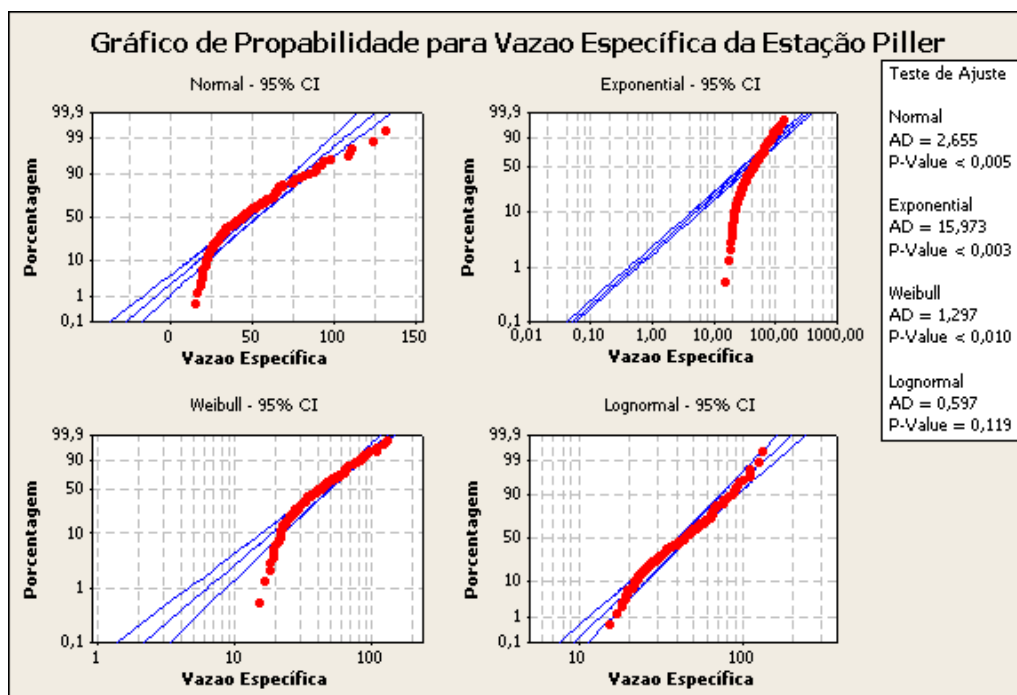 Gráfico de Propabilidade para Vazao Específica da Estação Piller
Normal - 95% CI
Porcentagem
99,9
99
90
50
10
1
0,1
0
50
100
150
Vazao Específica
Exponential - 95% CI
Porcentagem
99,9
90
50
10
1
0,1
0,01
0,10
1,00
10,00
100,00
1000,00
Vazao Específica
Weibull - 95% CI
Porcentagem
99,9
90
50
10
1
0,1
1
10
100
Vazao Específica
Lognormal - 95% CI
Porcentagem
99,9
99
90
50
10
1
0,1
10
100
Vazao Específica
Teste de Ajuste
Normal
AD = 2,655
P-Value < 0,005
Exponential
AD = 15,973
P-Value < 0,003
Weibull
AD = 1,297
P-Value < 0,010
Lognormal
AD = 0,597
P-Value = 0,119